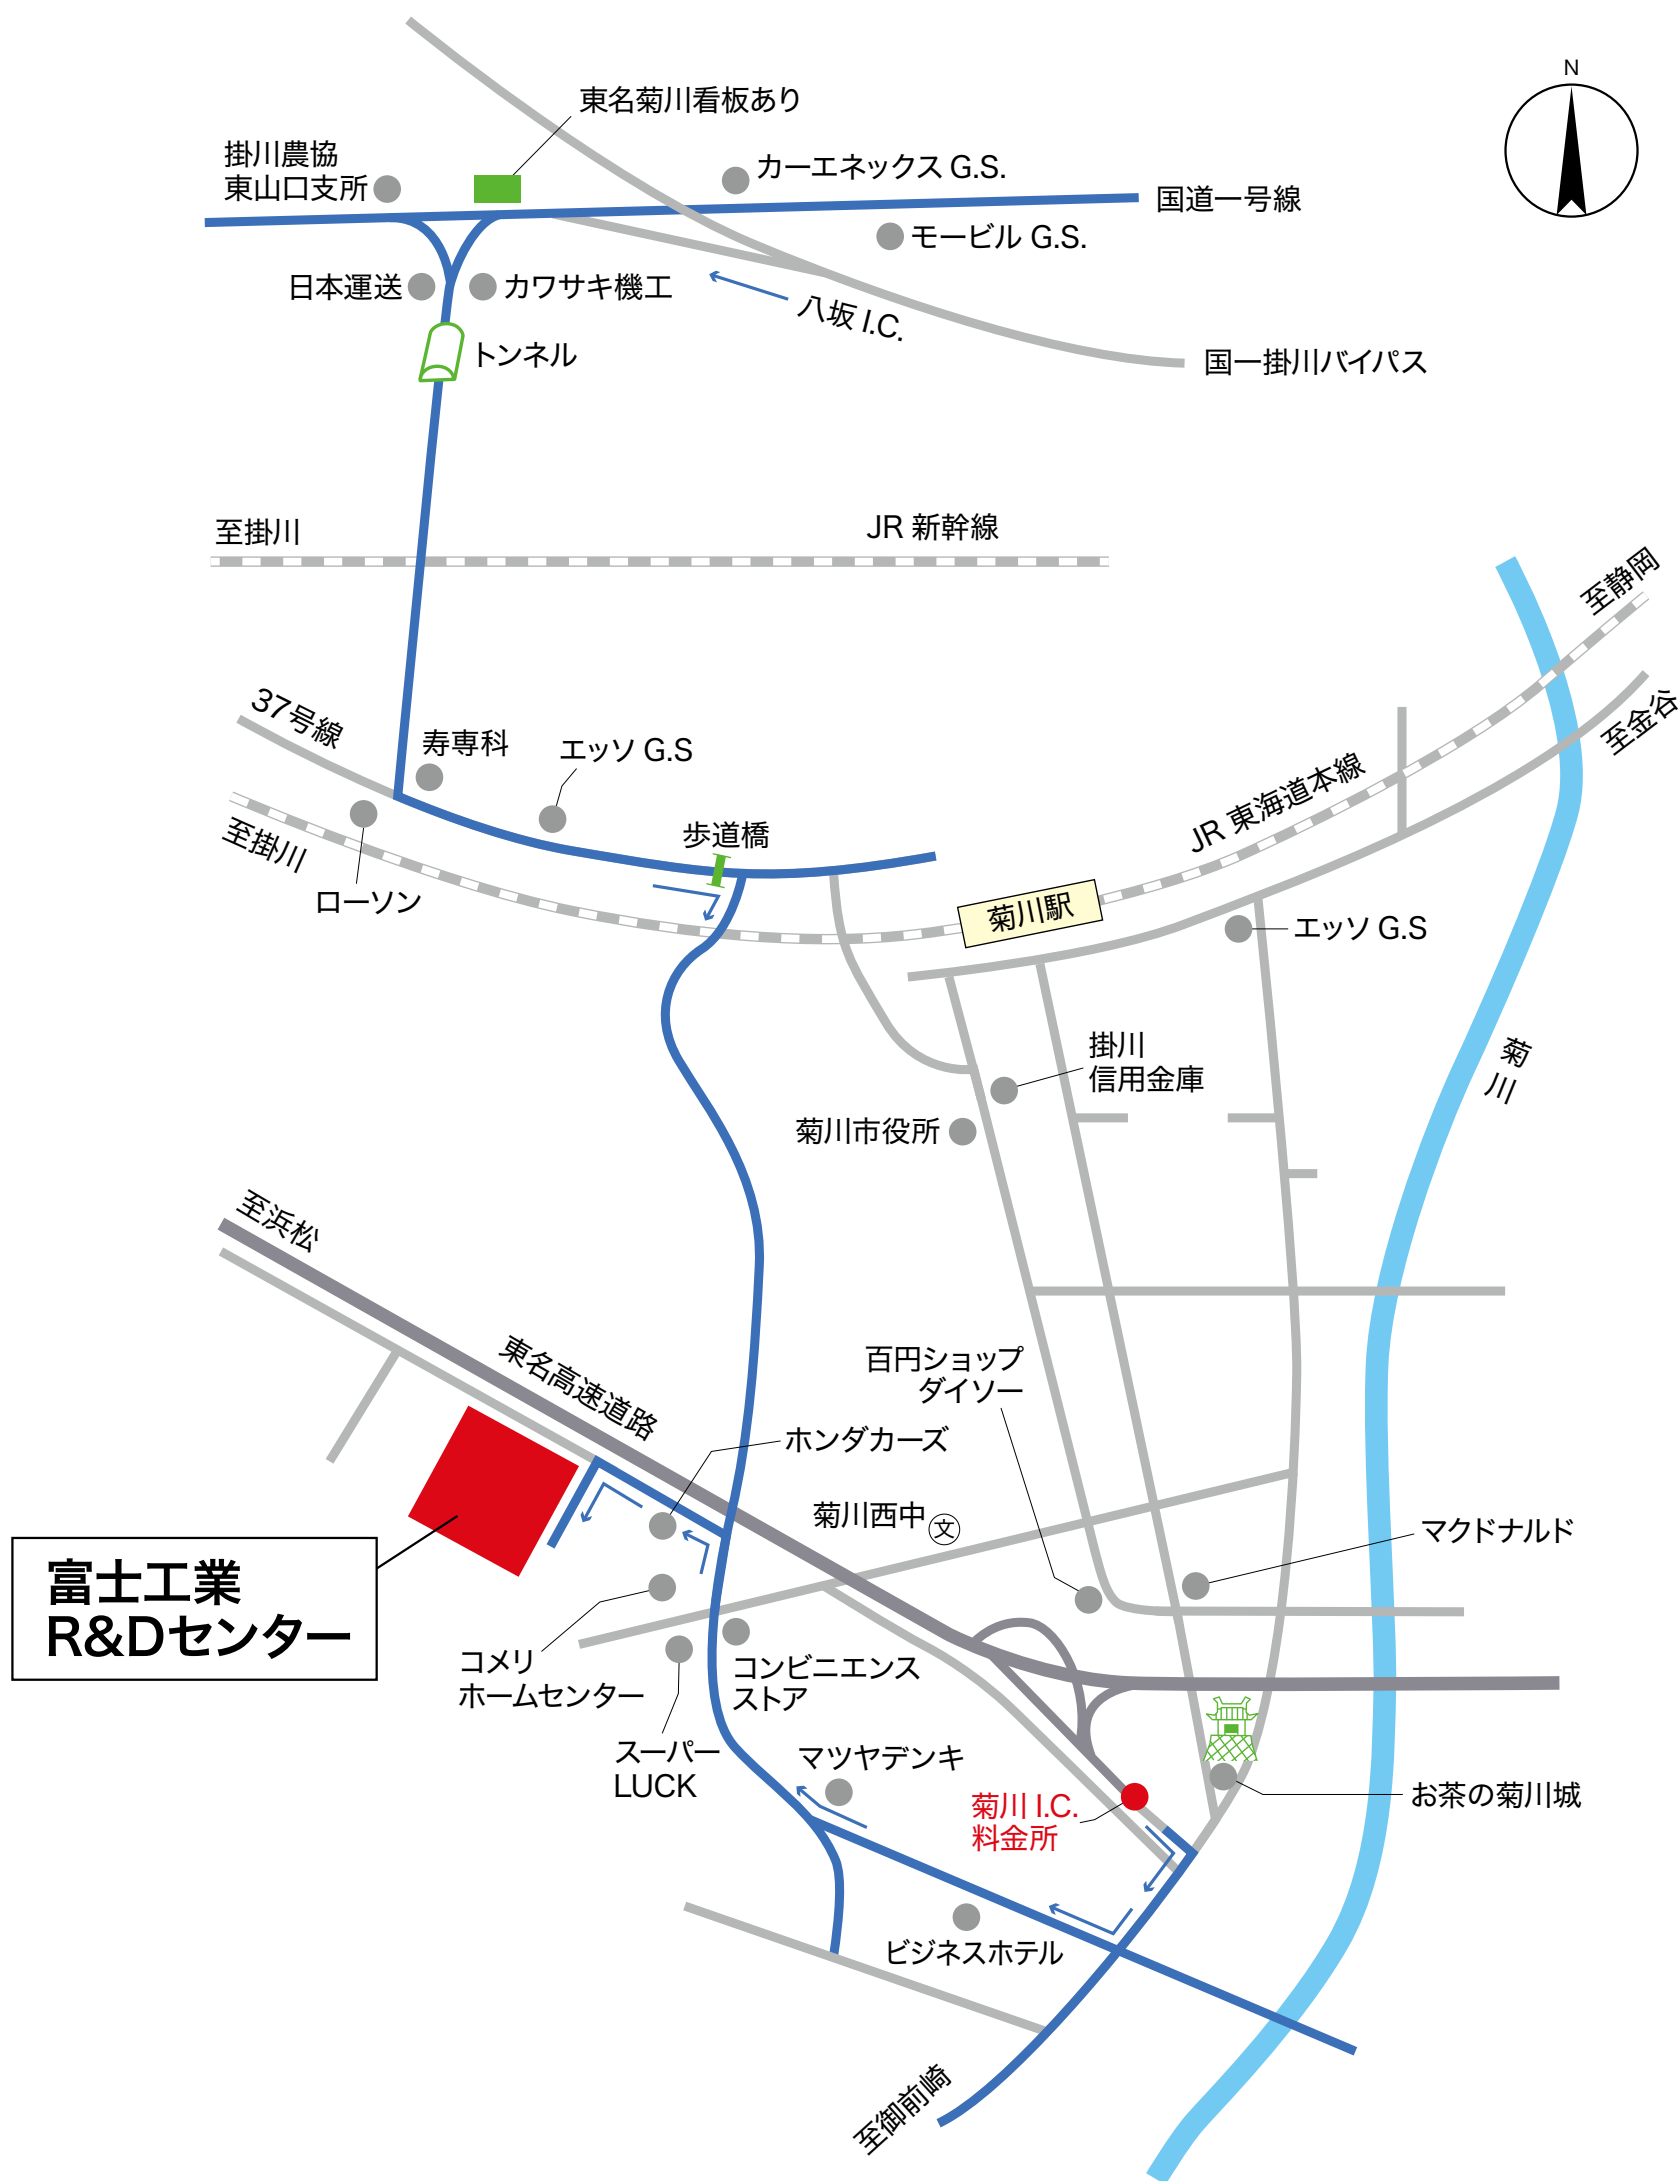 N
東名菊川看板あり
掛川農協
東山口支所
カーエネックス G.S.
国道一号線
モービル G.S.
日本運送
カワサキ機工
八坂 I.C.
トンネル
国一掛川バイパス
至掛川
JR 新幹線
至静岡
37号線
寿専科
エッソ G.S
至金谷
JR 東海道本線
歩道橋
至掛川
ローソン
菊川駅
エッソ G.S
掛川
信用金庫
菊川
菊川市役所
至浜松
東名高速道路
百円ショップ
ダイソー
ホンダカーズ
菊川西中
文
マクドナルド
富士工業
R&Dセンター
コメリ
ホームセンター
コンビニエンス
ストア
スーパー
LUCK
マツヤデンキ
菊川 I.C.
料金所
お茶の菊川城
ビジネスホテル
至御前崎